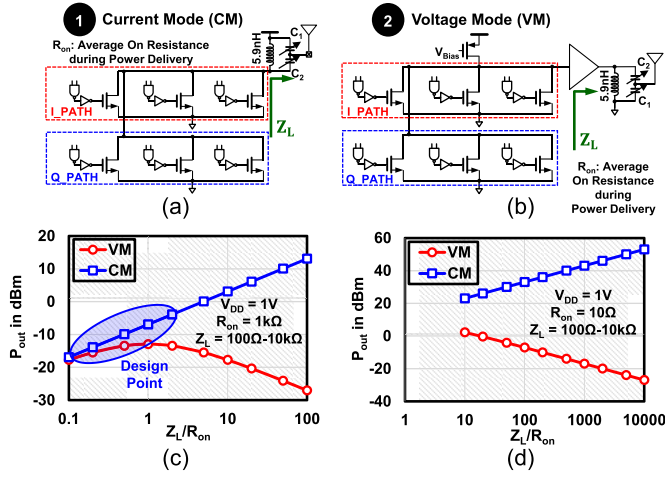 1 Current Mode (CM)
R_on: Average On Resistance
during Power Delivery
5.9nH
C_1
C_2
I_PATH
Z_L
Q_PATH
(a)
2 Voltage Mode (VM)
V_Bias
5.9nH
C_2
C_1
I_PATH
Z_L
Q_PATH
R_on: Average
On Resistance
during
Power Delivery
(b)
P_out in dBm
20
10
0
-10
-20
-30
VM
CM
V_DD = 1V
R_on = 1kΩ
Z_L = 100Ω-10kΩ
Design
Point
0.1 1 10 100
Z_L/R_on
(c)
P_out in dBm
60
40
20
0
-20
-40
VM
CM
V_DD = 1V
R_on = 10Ω
Z_L = 100Ω-10kΩ
1 10 100 1000 10000
Z_L/R_on
(d)